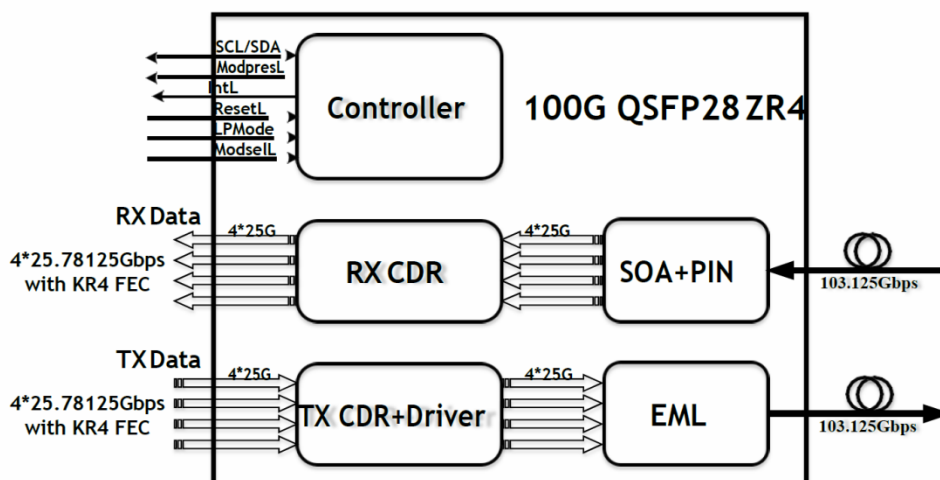 SCL/SDA
ModpresL
IntL
ResetL
LPMode
ModselL
Controller
100G QSFP28 ZR4
RX Data
4*25.78125Gbps
with KR4 FEC
4*25G
RX CDR
4*25G
SOA+PIN
103.125Gbps
TX Data
4*25.78125Gbps
with KR4 FEC
4*25G
TX CDR+Driver
4*25G
EML
103.125Gbps